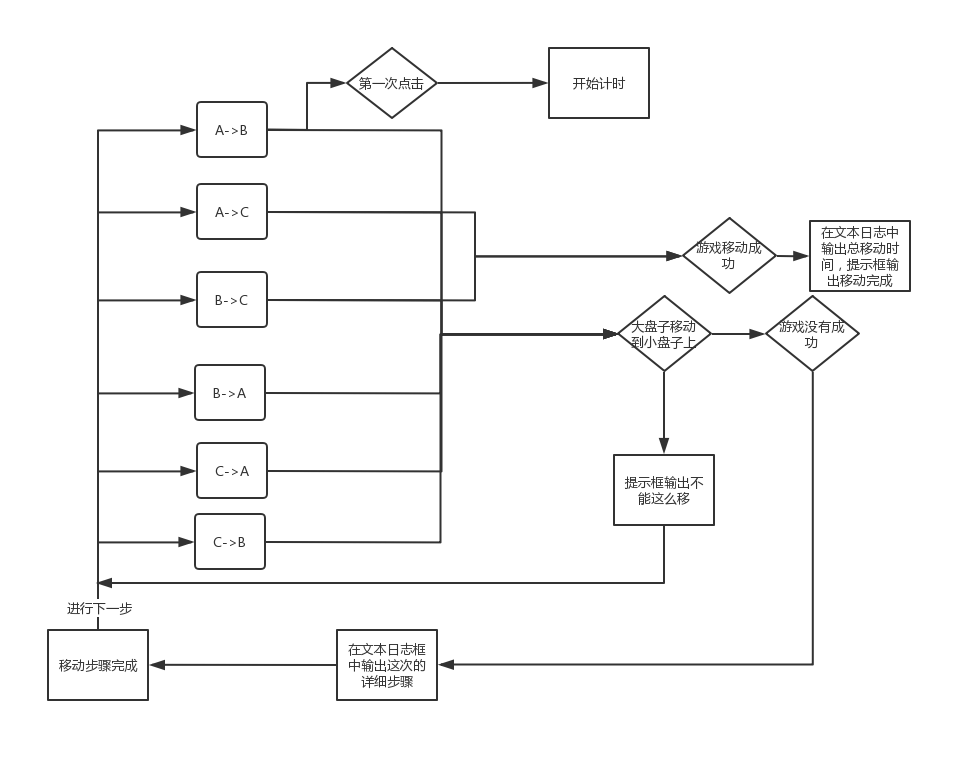 第一次点击
开始计时
A->B
A->C
游戏移动成
功
在文本日志中
输出总移动时
间，提示框输
出移动完成
B->C
大盘子移动
到小盘子上
游戏没有成
功
B->A
C->A
提示框输出不
能这么移
C->B
进行下一步
移动步骤完成
在文本日志框
中输出这次的
详细步骤